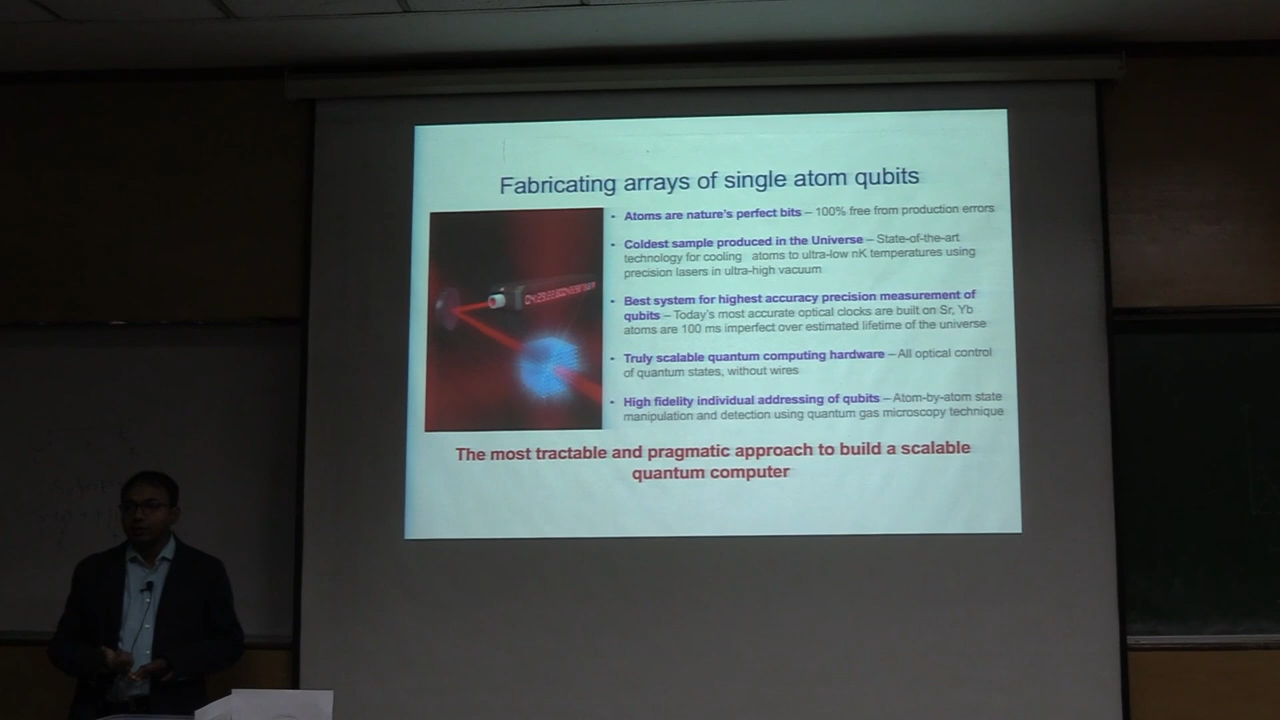 Fabricating arrays of single atom qubits
• Atoms are nature's perfect bits – 100% free from production errors
• Coldest sample produced in the Universe – State-of-the-art
technology for cooling atoms to ultra-low nK temperatures using
precision lasers in ultra-high vacuum
• Best system for highest accuracy precision measurement of
qubits – Today's most accurate optical clocks are built on Sr, Yb
atoms are 100 ms imperfect over estimated lifetime of the universe
• Truly scalable quantum computing hardware – All optical control
of quantum states, without wires
• High fidelity individual addressing of qubits – Atom-by-atom state
manipulation and detection using quantum gas microscopy technique
The most tractable and pragmatic approach to build a scalable
quantum computer